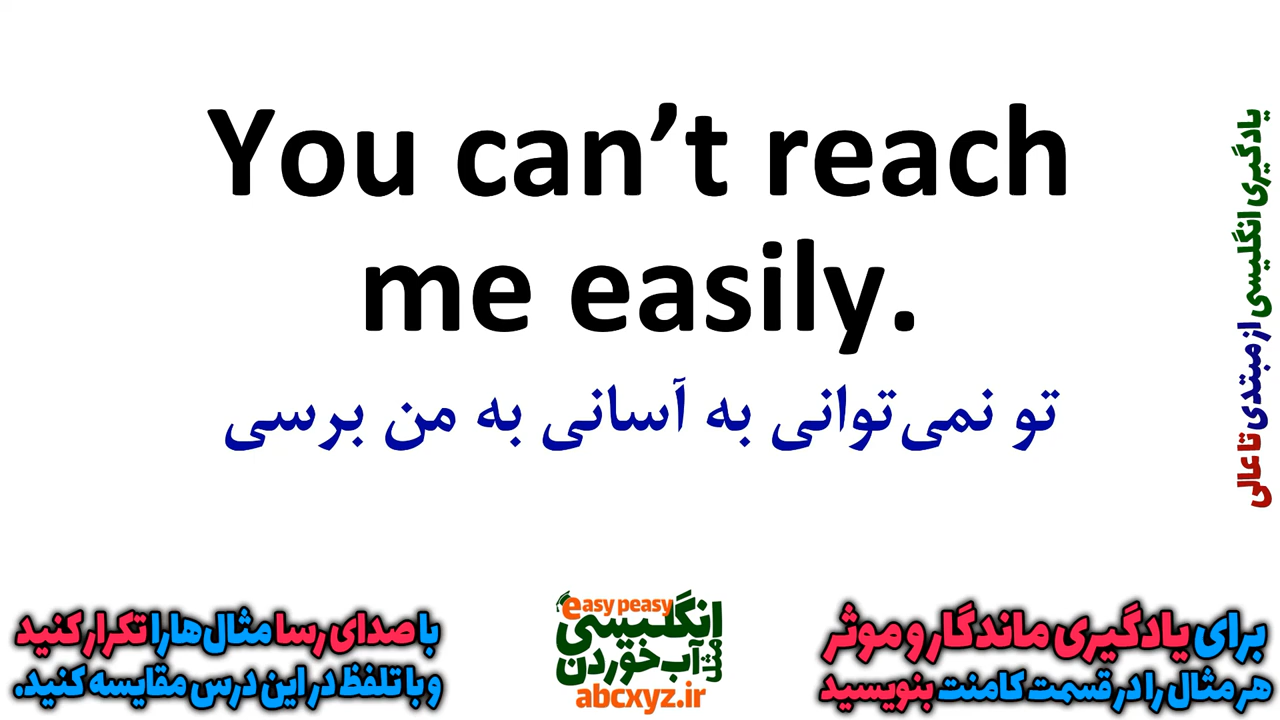 You can’t reach
me easily.
تو نمی‌توانی به آسانی به من برسی
یادگیری انگلیسی از مبتدی تا عالی
برای یادگیری ماندگار و موثر
هر مثال را در قسمت کامنت بنویسید
easy peasy
انگلیسی
مثل آب خوردن
abcxyz.ir
با صدای رسا مثال‌ها را تکرار کنید
و با تلفظ در این درس مقایسه کنید.